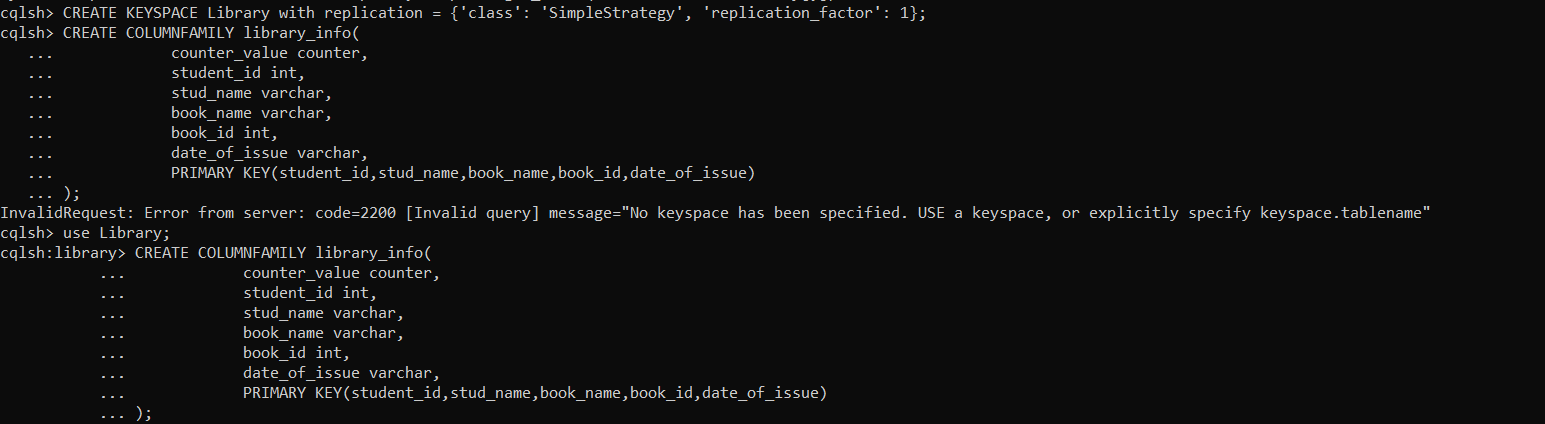 cqlsh> CREATE KEYSPACE Library with replication = {'class': 'SimpleStrategy', 'replication_factor': 1};
cqlsh> CREATE COLUMNFAMILY library_info(
   ...             counter_value counter,
   ...             student_id int,
   ...             stud_name varchar,
   ...             book_name varchar,
   ...             book_id int,
   ...             date_of_issue varchar,
   ...             PRIMARY KEY(student_id,stud_name,book_name,book_id,date_of_issue)
   ... );
InvalidRequest: Error from server: code=2200 [Invalid query] message="No keyspace has been specified. USE a keyspace, or explicitly specify keyspace.tablename"
cqlsh> use Library;
cqlsh:library> CREATE COLUMNFAMILY library_info(
           ...             counter_value counter,
           ...             student_id int,
           ...             stud_name varchar,
           ...             book_name varchar,
           ...             book_id int,
           ...             date_of_issue varchar,
           ...             PRIMARY KEY(student_id,stud_name,book_name,book_id,date_of_issue)
           ... );